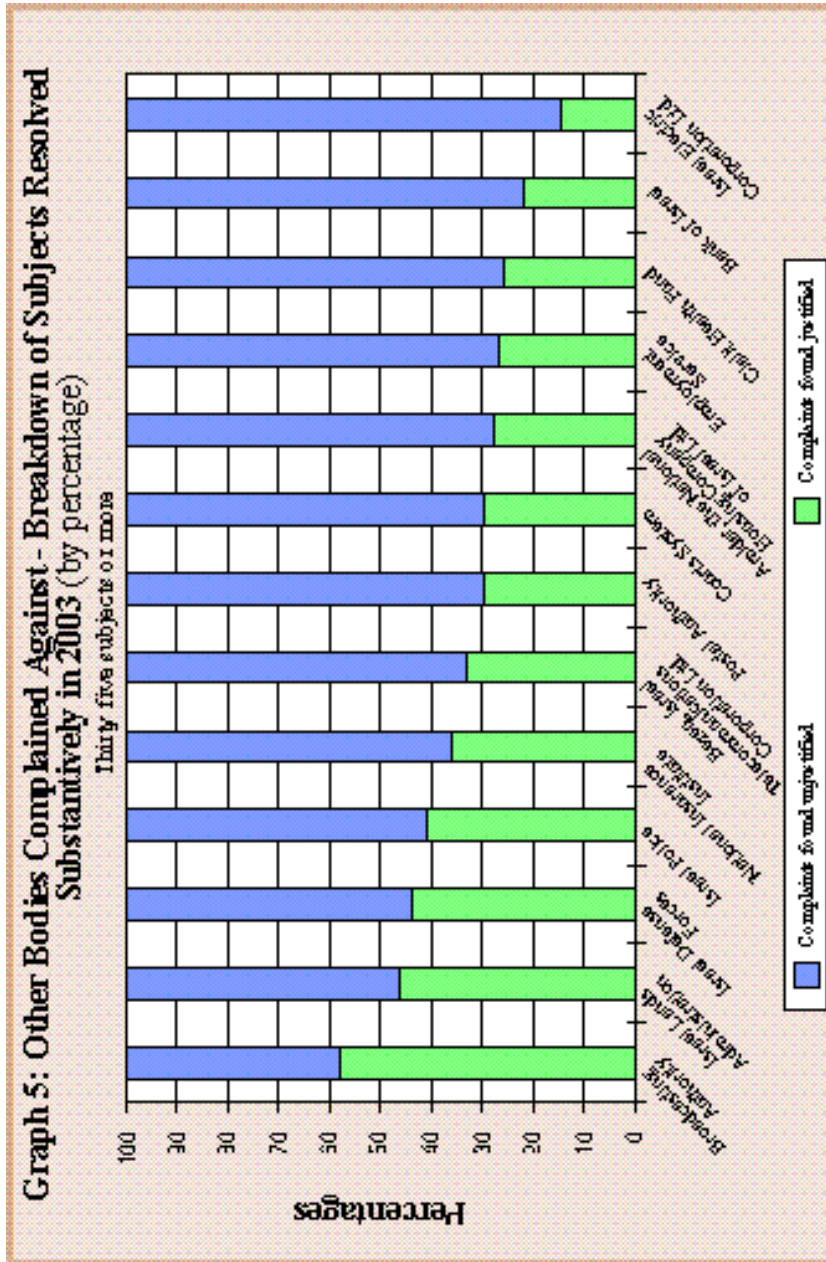 Graph 5: Other Bodies Complained Against - Breakdown of Subjects Resolved
Substantively in 2003 (by percentage)
Thirty five subjects or more
Percentages
100
90
80
70
60
50
40
30
20
10
0
Broadcasting
Authority
Israel Lands
Administration
Israel Defense
Forces
Israel Police
National Insurance
Institute
Bezeq, Israel
Telecommunications
Corporation Ltd.
Postal Authority
Courts System
Amidar the National
Housing Company
of Israel Ltd.
Employment
Service
Clalit Health Fund
Bank of Israel
Israel Electric
Corporation Ltd.
Complaints found unjustified
Complaints found justified